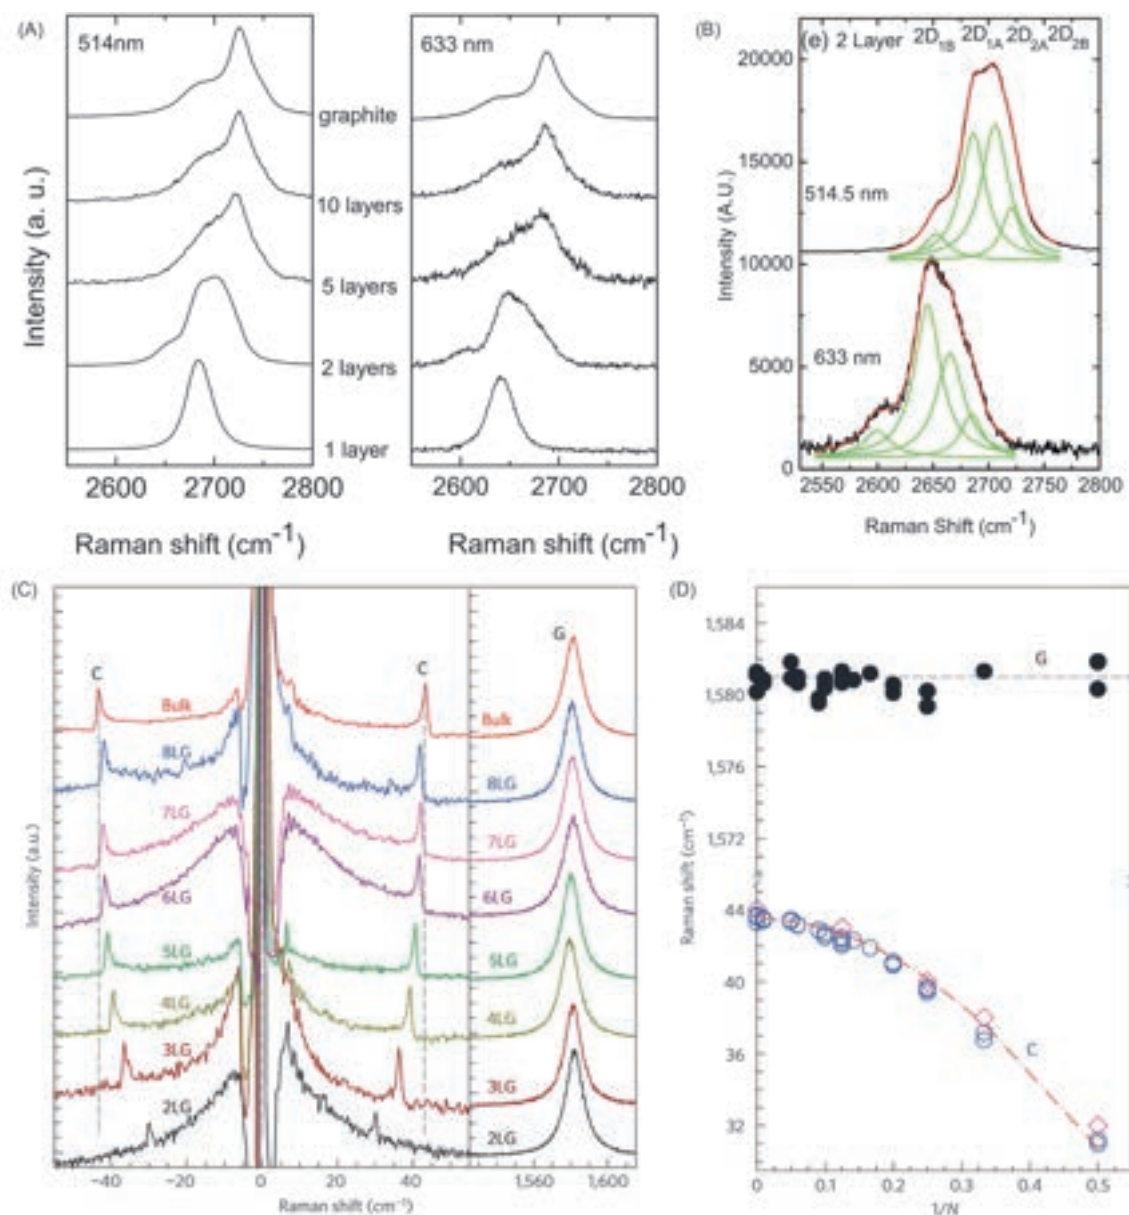 (A)
514nm
633 nm
graphite
10 layers
5 layers
2 layers
1 layer
Intensity (a. u.)
2600 2700 2800
2600 2700 2800
Raman shift (cm⁻¹)
Raman shift (cm⁻¹)
(B)
(e) 2 Layer 2D1B 2D1A 2D2A 2D2B
20000
15000
10000
5000
0
514.5 nm
633 nm
Intensity (A.U.)
2550 2600 2650 2700 2750 2800
Raman Shift (cm⁻¹)
(C)
C
C
G
Bulk
8LG
7LG
6LG
5LG
4LG
3LG
2LG
Bulk
8LG
7LG
6LG
5LG
4LG
3LG
2LG
Intensity (a.u.)
−40 −20 0 20 40
1,560 1,600
Raman shift (cm⁻¹)
(D)
1,584
1,580
1,576
1,572
44
40
36
32
G
C
Raman shift (cm⁻¹)
0 0.1 0.2 0.3 0.4 0.5
1/N